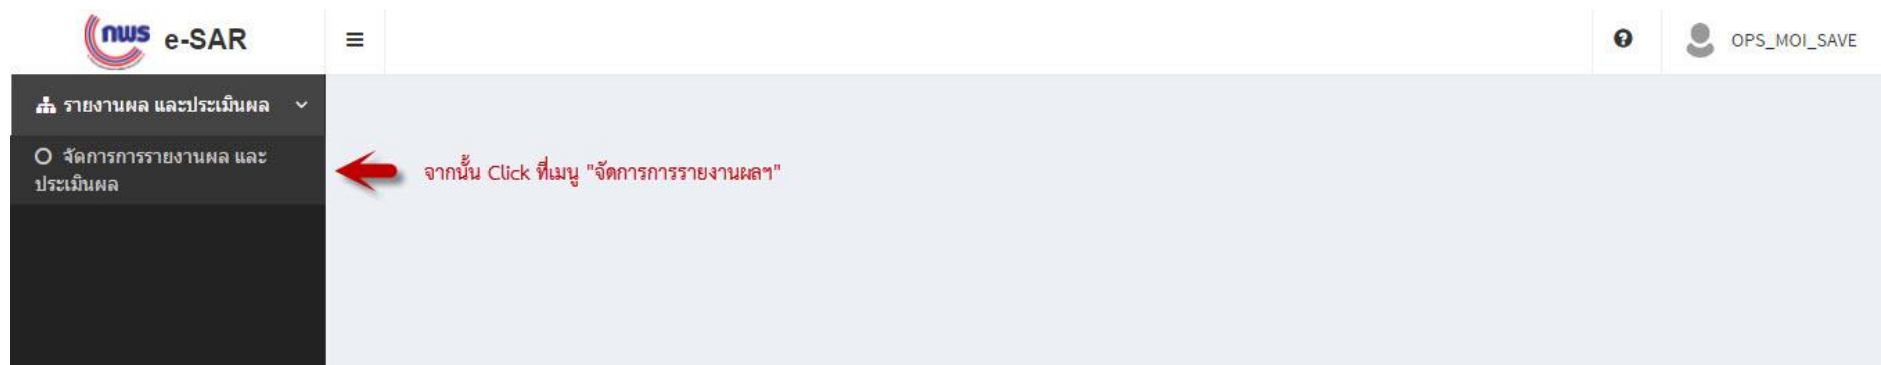 กพร e-SAR
OPS_MOI_SAVE
รายงานผล และประเมินผล
จัดการการรายงานผล และ
ประเมินผล
จากนั้น Click ที่เมนู "จัดการการรายงานผลฯ"